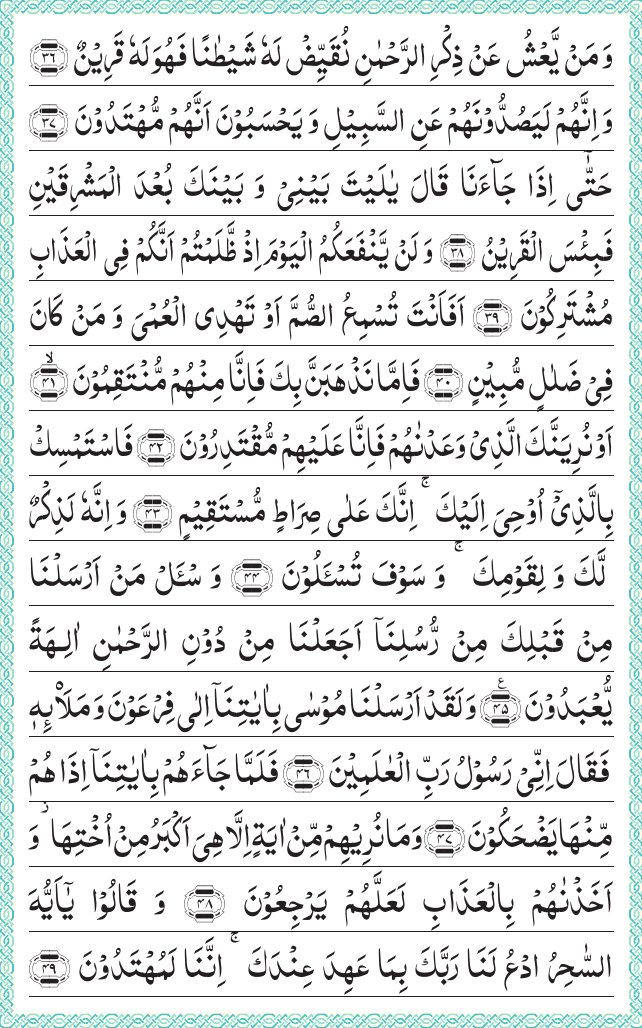 وَ مَنْ يَّعْشُ عَنْ ذِكْرِ الرَّحْمٰنِ نُقَيِّضْ لَهٗ شَيْطٰنًا فَهُوَ لَهٗ قَرِيْنٌ ﴿۳۶﴾
وَ اِنَّهُمْ لَيَصُدُّوْنَهُمْ عَنِ السَّبِيْلِ وَ يَحْسَبُوْنَ اَنَّهُمْ مُّهْتَدُوْنَ ﴿۳۷﴾
حَتّٰٓى اِذَا جَآءَنَا قَالَ يٰلَيْتَ بَيْنِيْ وَ بَيْنَكَ بُعْدَ الْمَشْرِقَيْنِ
فَبِئْسَ الْقَرِيْنُ ﴿۳۸﴾ وَ لَنْ يَّنْفَعَكُمُ الْيَوْمَ اِذْ ظَّلَمْتُمْ اَنَّكُمْ فِي الْعَذَابِ
مُشْتَرِكُوْنَ ﴿۳۹﴾ اَفَاَنْتَ تُسْمِعُ الصُّمَّ اَوْ تَهْدِي الْعُمْيَ وَ مَنْ كَانَ
فِيْ ضَلٰلٍ مُّبِيْنٍ ﴿۴۰﴾ فَاِمَّا نَذْهَبَنَّ بِكَ فَاِنَّا مِنْهُمْ مُّنْتَقِمُوْنَ ۙ﴿۴۱﴾
اَوْ نُرِيَنَّكَ الَّذِيْ وَعَدْنٰهُمْ فَاِنَّا عَلَيْهِمْ مُّقْتَدِرُوْنَ ﴿۴۲﴾ فَاسْتَمْسِكْ
بِالَّذِيْٓ اُوْحِيَ اِلَيْكَ ۚ اِنَّكَ عَلٰى صِرَاطٍ مُّسْتَقِيْمٍ ﴿۴۳﴾ وَ اِنَّهٗ لَذِكْرٌ
لَّكَ وَ لِقَوْمِكَ ۚ وَ سَوْفَ تُسْـَٔلُوْنَ ﴿۴۴﴾ وَ سْـَٔلْ مَنْ اَرْسَلْنَا
مِنْ قَبْلِكَ مِنْ رُّسُلِنَآ اَجَعَلْنَا مِنْ دُوْنِ الرَّحْمٰنِ اٰلِهَةً
يُّعْبَدُوْنَ ﴿۴۵﴾ؒ وَ لَقَدْ اَرْسَلْنَا مُوْسٰى بِاٰيٰتِنَآ اِلٰى فِرْعَوْنَ وَ مَلَا۠ئِهٖ
فَقَالَ اِنِّيْ رَسُوْلُ رَبِّ الْعٰلَمِيْنَ ﴿۴۶﴾ فَلَمَّا جَآءَهُمْ بِاٰيٰتِنَآ اِذَا هُمْ
مِّنْهَا يَضْحَكُوْنَ ﴿۴۷﴾ وَ مَا نُرِيْهِمْ مِّنْ اٰيَةٍ اِلَّا هِيَ اَكْبَرُ مِنْ اُخْتِهَا ؗ وَ
اَخَذْنٰهُمْ بِالْعَذَابِ لَعَلَّهُمْ يَرْجِعُوْنَ ﴿۴۸﴾ وَ قَالُوْا يٰٓاَيُّهَ
السّٰحِرُ ادْعُ لَنَا رَبَّكَ بِمَا عَهِدَ عِنْدَكَ ۚ اِنَّنَا لَمُهْتَدُوْنَ ﴿۴۹﴾